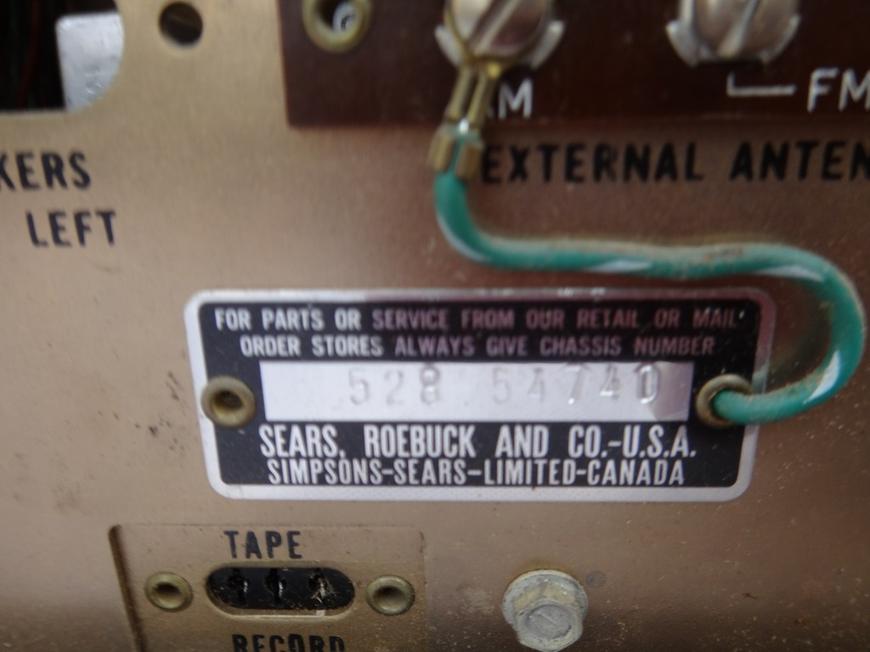 AM
FM
KERS
EXTERNAL ANTEN
LEFT
FOR PARTS OR SERVICE FROM OUR RETAIL OR MAIL
ORDER STORES ALWAYS GIVE CHASSIS NUMBER
528 54740
SEARS, ROEBUCK AND CO.-U.S.A.
SIMPSONS-SEARS-LIMITED-CANADA
TAPE
RECORD